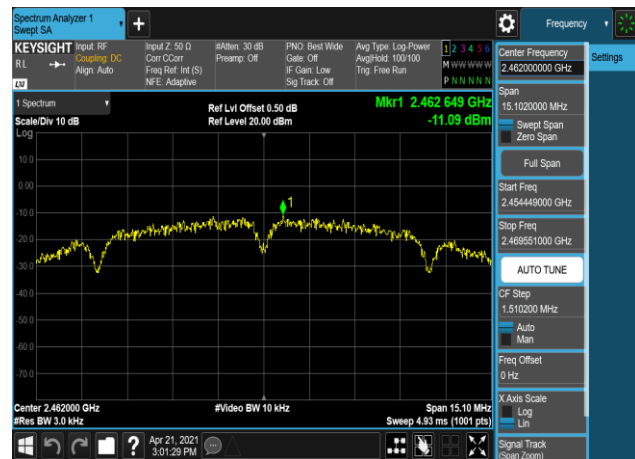 Spectrum Analyzer 1
Swept SA
Frequency
KEYSIGHT
Input: RF
Coupling: DC
Align: Auto
Input Z: 50 Ω
Corr CCorr
Freq Ref: Int (S)
NFE: Adaptive
#Atten: 30 dB
Preamp: Off
PNO: Best Wide
Gate: Off
IF Gain: Low
Sig Track: Off
Avg Type: Log-Power
Avg|Hold: 100/100
Trig: Free Run
1 2 3 4 5 6
M W W W W W
P N N N N N
RL
LXI
1 Spectrum
Scale/Div 10 dB
Ref Lvl Offset 0.50 dB
Ref Level 20.00 dBm
Mkr1 2.462 649 GHz
-11.09 dBm
Log
10.0
0.00
-10.0
-20.0
-30.0
-40.0
-50.0
-60.0
-70.0
1
Center 2.462000 GHz
#Res BW 3.0 kHz
#Video BW 10 kHz
Span 15.10 MHz
Sweep 4.93 ms (1001 pts)
Apr 21, 2021
3:01:29 PM
Center Frequency
2.462000000 GHz
Settings
Span
15.1020000 MHz
Swept Span
Zero Span
Full Span
Start Freq
2.454449000 GHz
Stop Freq
2.469551000 GHz
AUTO TUNE
CF Step
1.510200 MHz
Auto
Man
Freq Offset
0 Hz
X Axis Scale
Log
Lin
Signal Track
(Span Zoom)